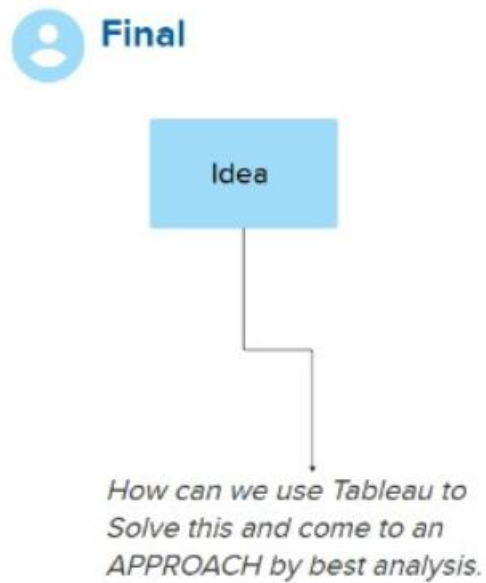 Final
Idea
How can we use Tableau to
Solve this and come to an
APPROACH by best analysis.